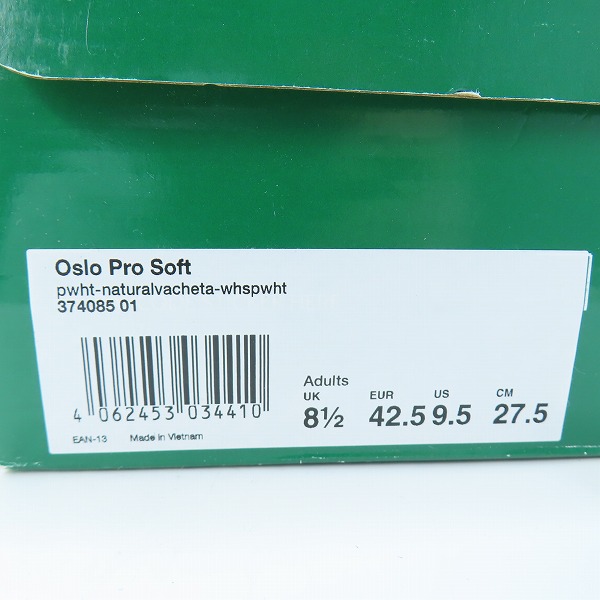 Oslo Pro Soft
pwht-naturalvacheta-whspwht
374085 01
4 062453 034410
EAN-13 Made in Vietnam
Adults
UK EUR US CM
8½ 42.5 9.5 27.5